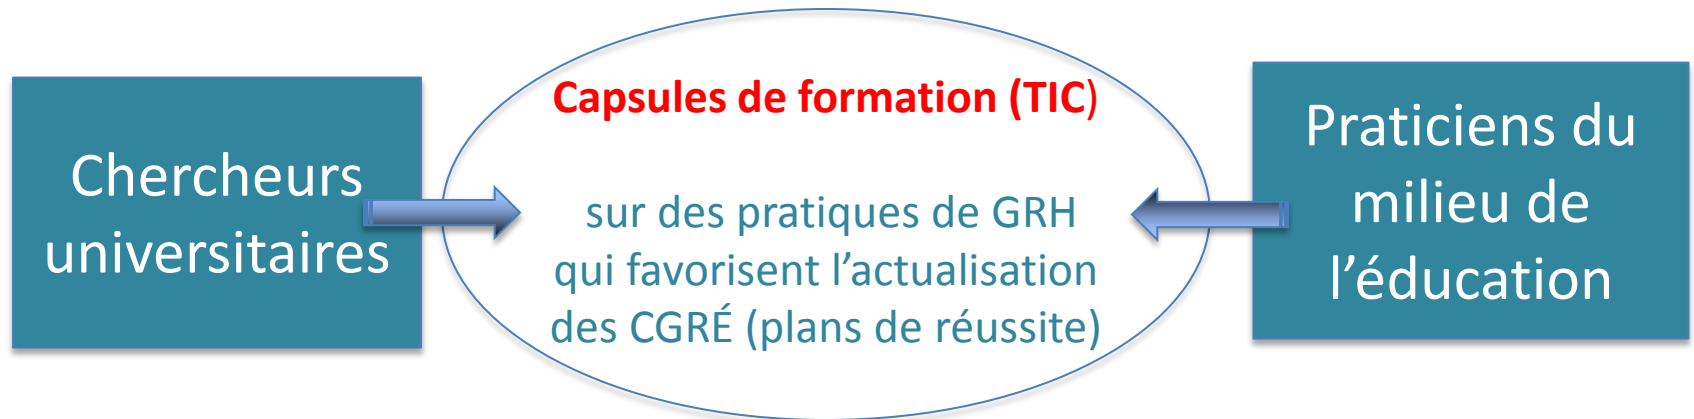 Chercheurs
universitaires
Capsules de formation (TIC)
sur des pratiques de GRH
qui favorisent l’actualisation
des CGRÉ (plans de réussite)
Praticiens du
milieu de
l’éducation